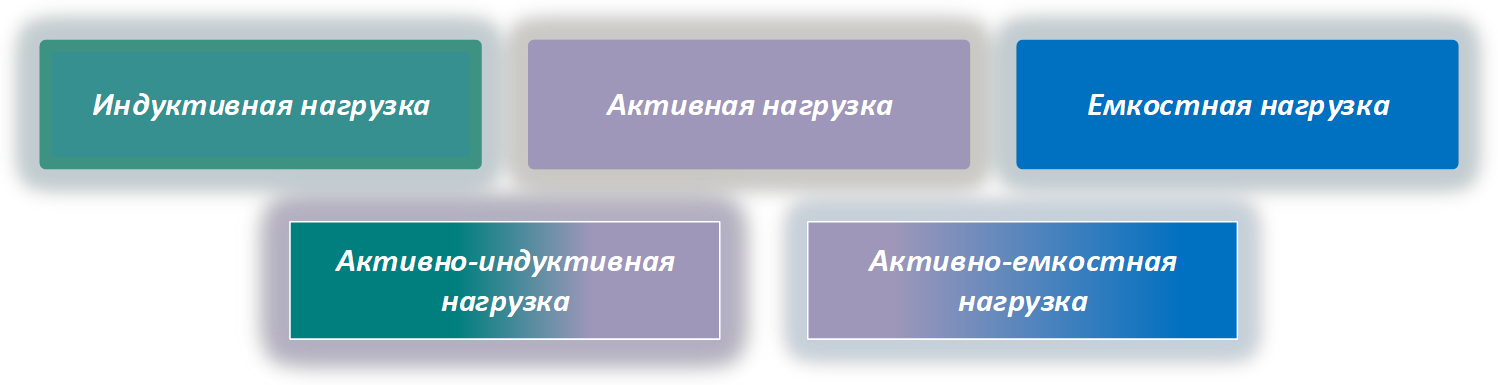 Индуктивная нагрузка
Активная нагрузка
Емкостная нагрузка
Активно-индуктивная
нагрузка
Активно-емкостная
нагрузка